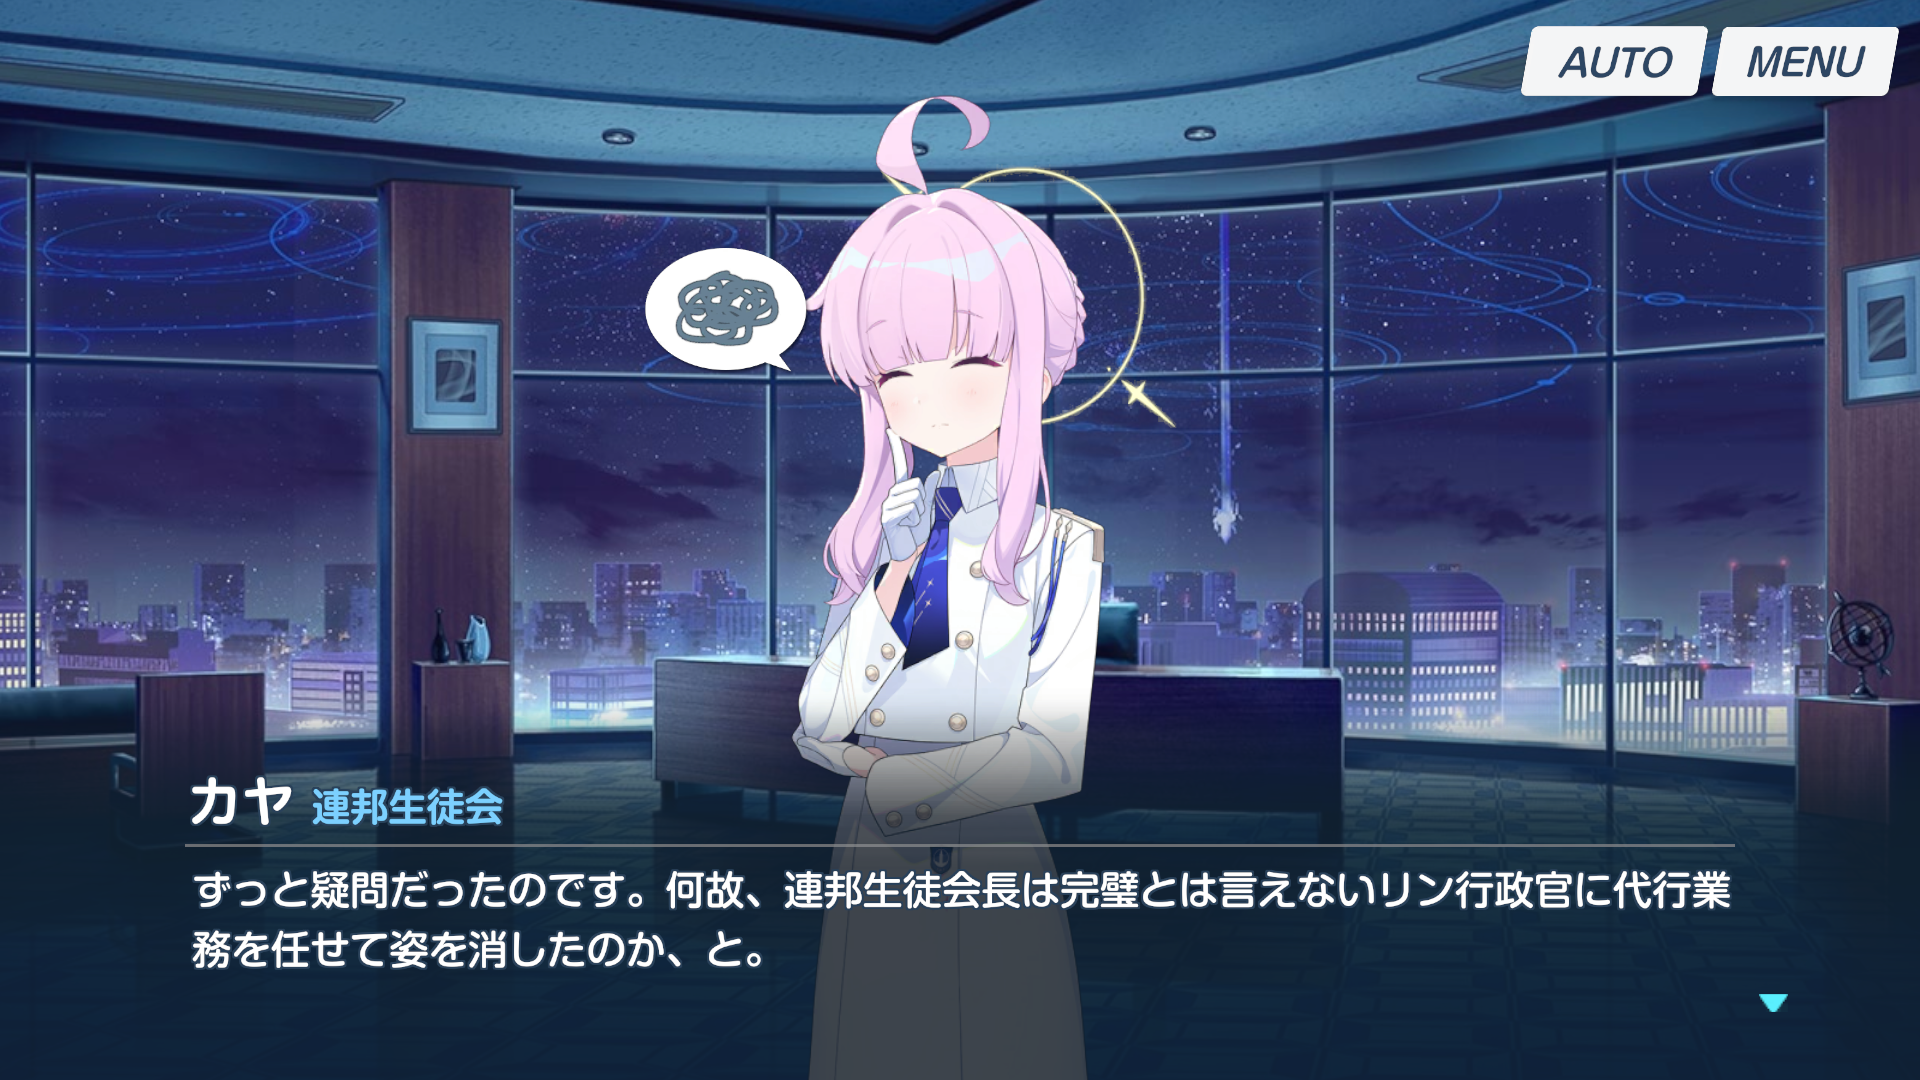 AUTO
MENU
カヤ 連邦生徒会
ずっと疑問だったのです。何故、連邦生徒会長は完璧とは言えないリン行政官に代行業
務を任せて姿を消したのか、と。